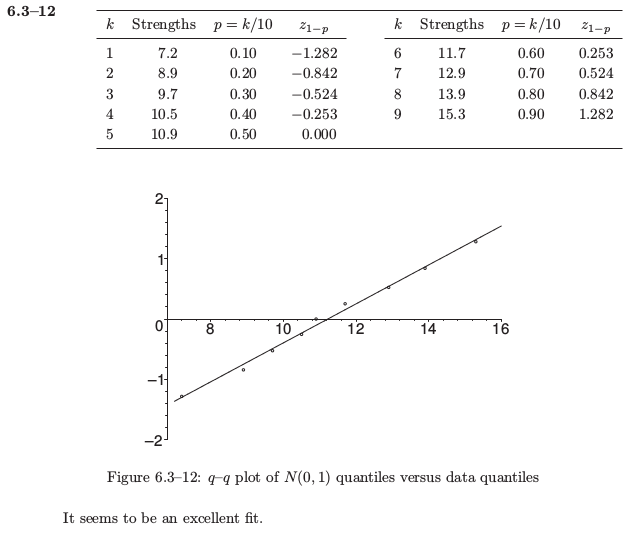 6.3–12
k Strengths p = k/10 z1−p k Strengths p = k/10 z1−p
1 7.2 0.10 −1.282 6 11.7 0.60 0.253
2 8.9 0.20 −0.842 7 12.9 0.70 0.524
3 9.7 0.30 −0.524 8 13.9 0.80 0.842
4 10.5 0.40 −0.253 9 15.3 0.90 1.282
5 10.9 0.50 0.000
2
1
0 8 10 12 14 16
−1
−2
Figure 6.3–12: q–q plot of N(0, 1) quantiles versus data quantiles
It seems to be an excellent fit.